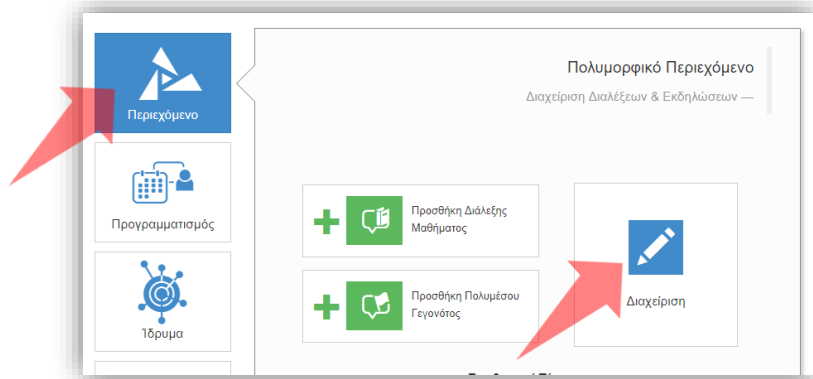 Περιεχόμενο
Προγραμματισμός
Ίδρυμα
Πολυμορφικό Περιεχόμενο
Διαχείριση Διαλέξεων & Εκδηλώσεων —
Προσθήκη Διάλεξης
Μαθήματος
Προσθήκη Πολυμέσου
Γεγονότος
Διαχείριση